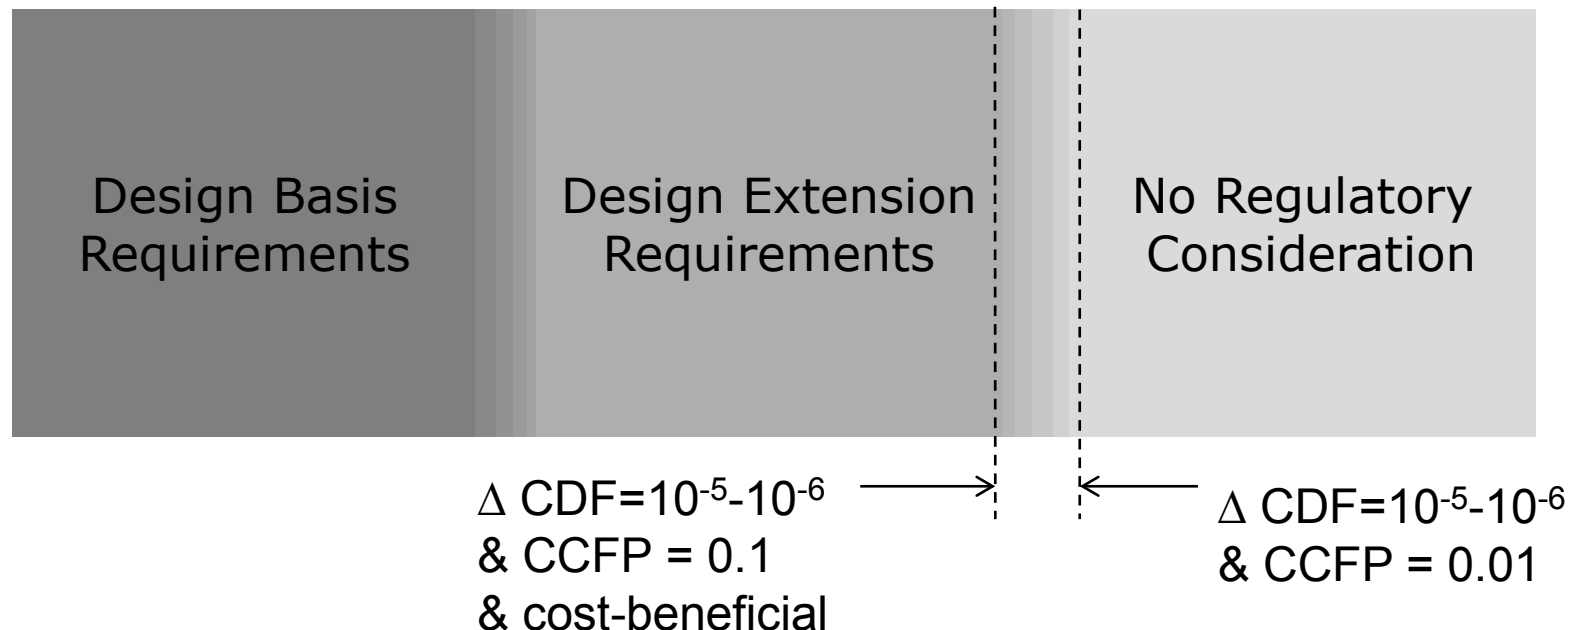 Design Basis
Requirements
Design Extension
Requirements
No Regulatory
Consideration
Δ CDF=10⁻⁵-10⁻⁶
& CCFP = 0.1
& cost-beneficial
Δ CDF=10⁻⁵-10⁻⁶
& CCFP = 0.01